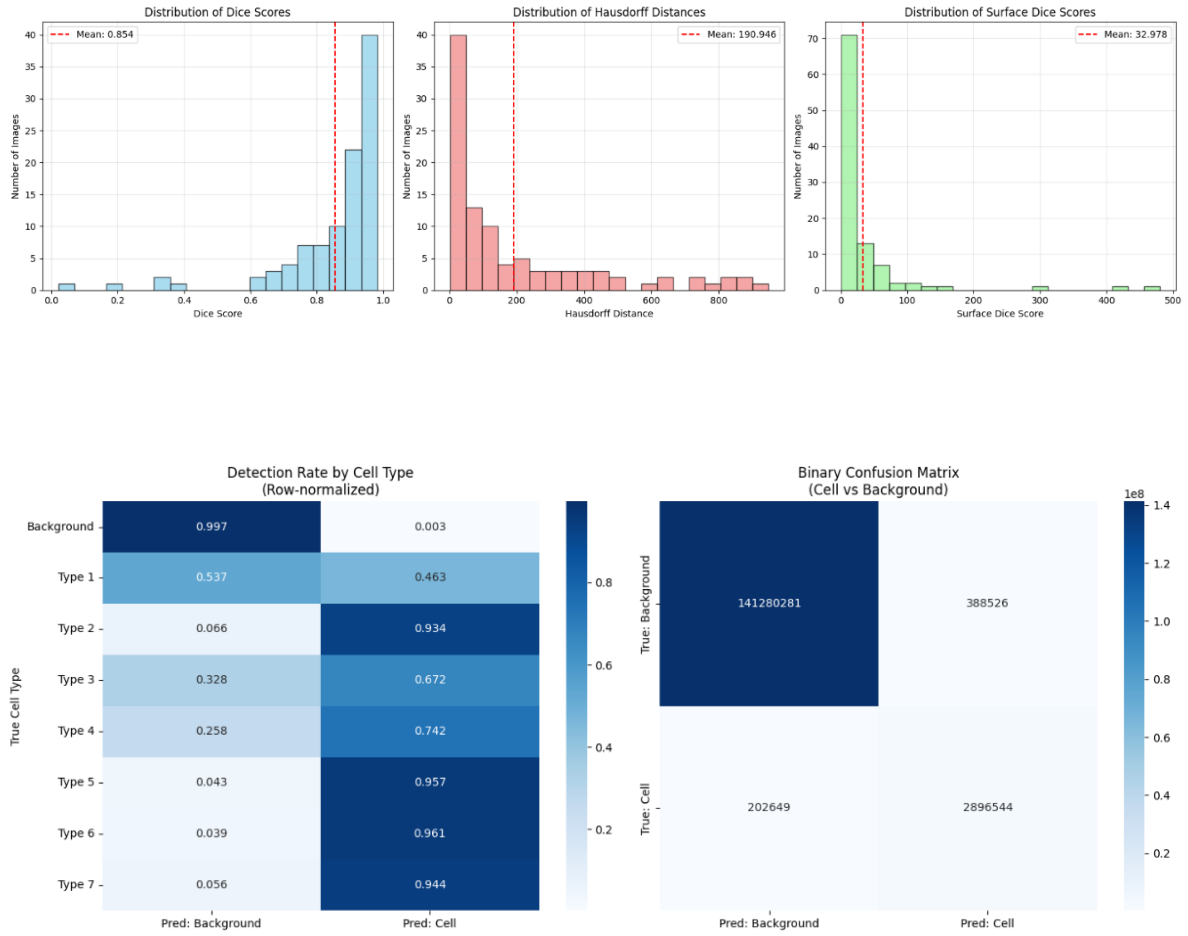 Distribution of Dice Scores
Mean: 0.854
40
35
30
25
20
15
10
5
0
Number of Images
0.0 0.2 0.4 0.6 0.8 1.0
Dice Score
Distribution of Hausdorff Distances
Mean: 190.946
40
35
30
25
20
15
10
5
0
Number of Images
0 200 400 600 800
Hausdorff Distance
Distribution of Surface Dice Scores
Mean: 32.978
70
60
50
40
30
20
10
0
Number of Images
0 100 200 300 400 500
Surface Dice Score
Detection Rate by Cell Type
(Row-normalized)
True Cell Type
Background 0.997 0.003
Type 1 0.537 0.463
Type 2 0.066 0.934
Type 3 0.328 0.672
Type 4 0.258 0.742
Type 5 0.043 0.957
Type 6 0.039 0.961
Type 7 0.056 0.944
Pred: Background Pred: Cell
0.8
0.6
0.4
0.2
Binary Confusion Matrix
(Cell vs Background)
True: Background
141280281 388526
True: Cell
202649 2896544
Pred: Background Pred: Cell
1e8
1.4
1.2
1.0
0.8
0.6
0.4
0.2